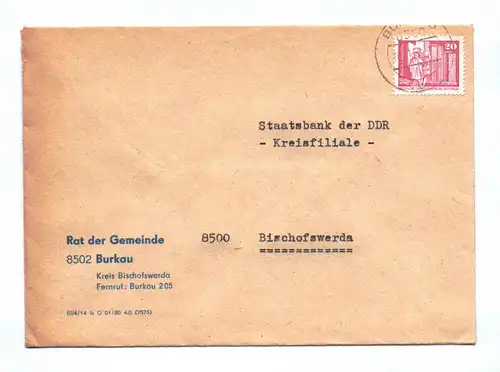 20
Staatsbank der DDR
- Kreisfiliale -
8500 Bischofswerda
Rat der Gemeinde
8502 Burkau
Kreis Bischofswerda
Fernruf: Burkau 205